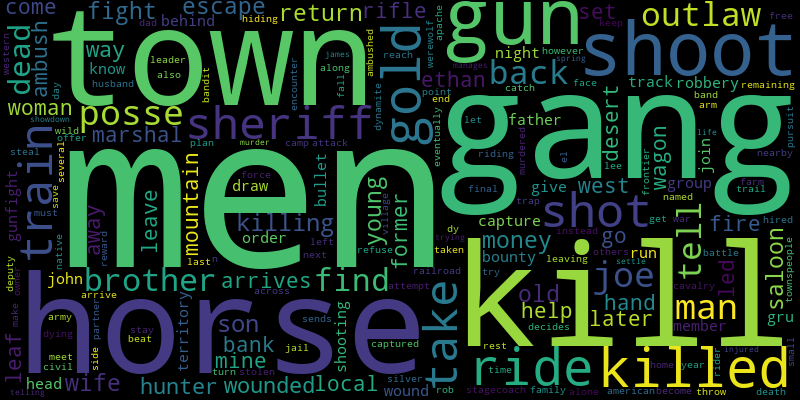 come fight escape return rifle set outlaw free
dad behind hiding gun keep
western dead ambush town gold apache shoot
way leader ambushed werewolf night however
know also bandit along reach back manages spring
husband james fall ethan track robbery remaining
day encounter dynamite point catch face band
woman posse sheriff father desert arm
wild marshal offer end let
showdown murder eventually riding
steal several plan camp attack men gang
train mountain bullet force murdered el lee wagon join life pursuit
gunfight save draw young village former final give west frontier group nearby
must leave away killing order trap farm trail
native reward last left next refuse dy capture shot tell named fire hired
deputy owner brother arrives find taken trying money instead get war
john railroad bounty go others run battle saloon townspeople
make arrive across attempt leaving settle led cavalry
horse take try old joe kill
leaf army partner territory son sends shooting help hand man gru
dying stay bank captured later member
meet side beat mine jail decides
civil turn stolen rest ride killed
head wife hunter wounded local silver time rider injured small
telling rob wound stagecoach family alone american home become year throw death